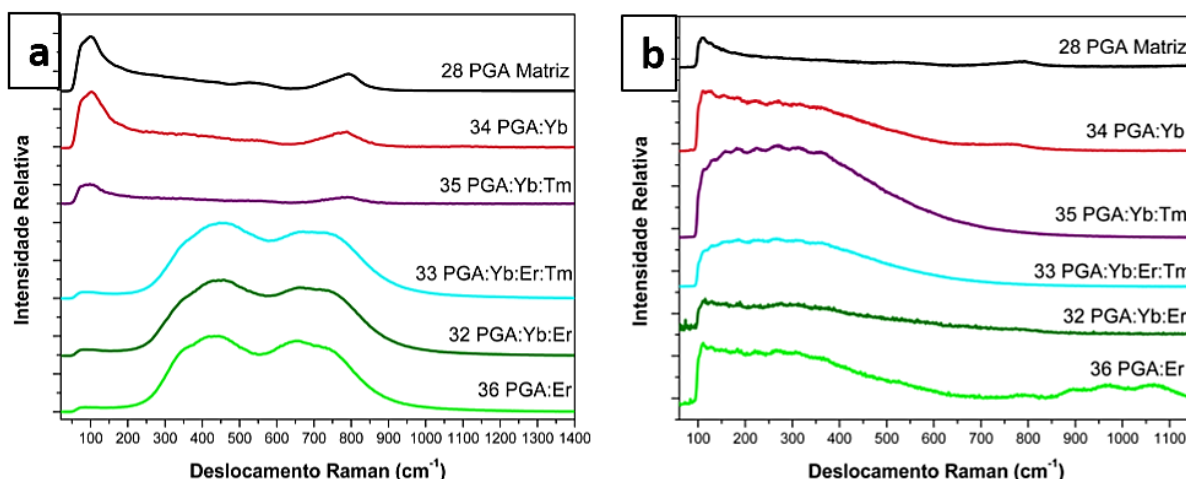 a
28 PGA Matriz
34 PGA:Yb
35 PGA:Yb:Tm
33 PGA:Yb:Er:Tm
32 PGA:Yb:Er
36 PGA:Er
Intensidade Relativa
100 200 300 400 500 600 700 800 900 1000 1100 1200 1300 1400
Deslocamento Raman (cm⁻¹)
b
28 PGA Matriz
34 PGA:Yb
35 PGA:Yb:Tm
33 PGA:Yb:Er:Tm
32 PGA:Yb:Er
36 PGA:Er
Intensidade Relativa
100 200 300 400 500 600 700 800 900 1000 1100
Deslocamento Raman (cm⁻¹)